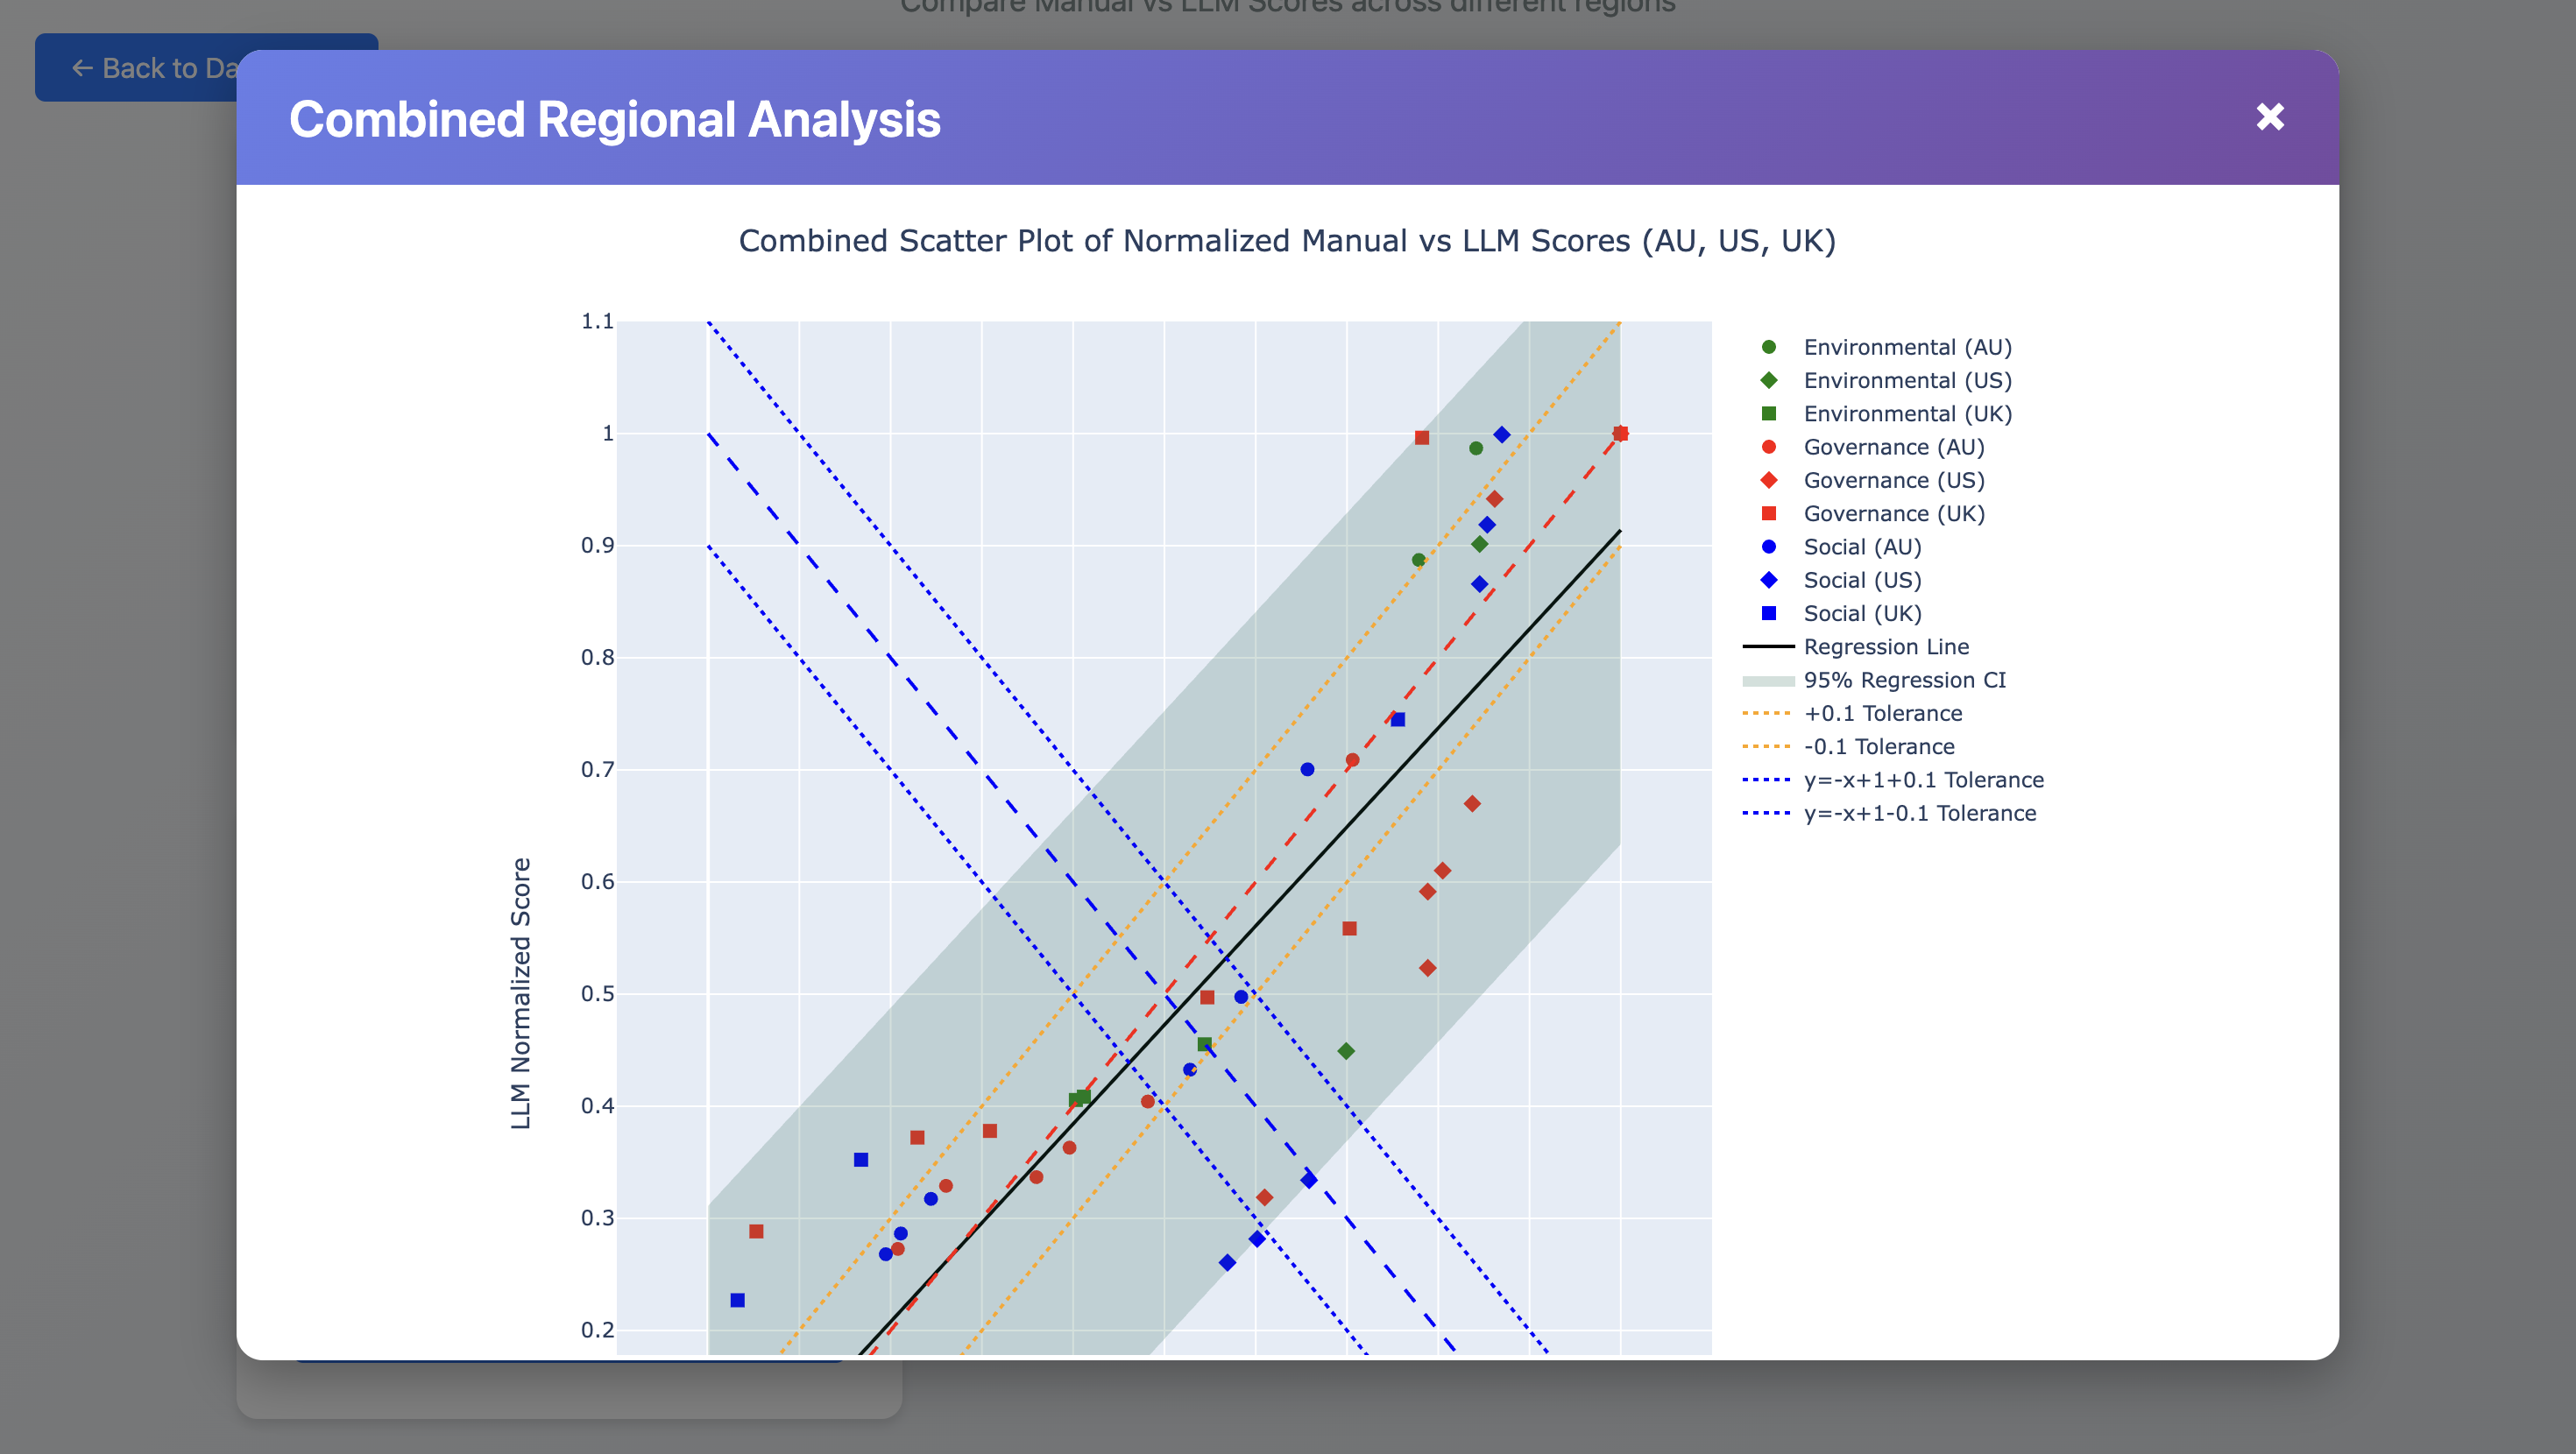 Compare Manual vs LLM Scores across different regions
← Back to Da
Combined Regional Analysis
✖
Combined Scatter Plot of Normalized Manual vs LLM Scores (AU, US, UK)
1.1
1
0.9
0.8
0.7
0.6
0.5
0.4
0.3
0.2
LLM Normalized Score
Environmental (AU)
Environmental (US)
Environmental (UK)
Governance (AU)
Governance (US)
Governance (UK)
Social (AU)
Social (US)
Social (UK)
Regression Line
95% Regression CI
+0.1 Tolerance
-0.1 Tolerance
y=-x+1+0.1 Tolerance
y=-x+1-0.1 Tolerance